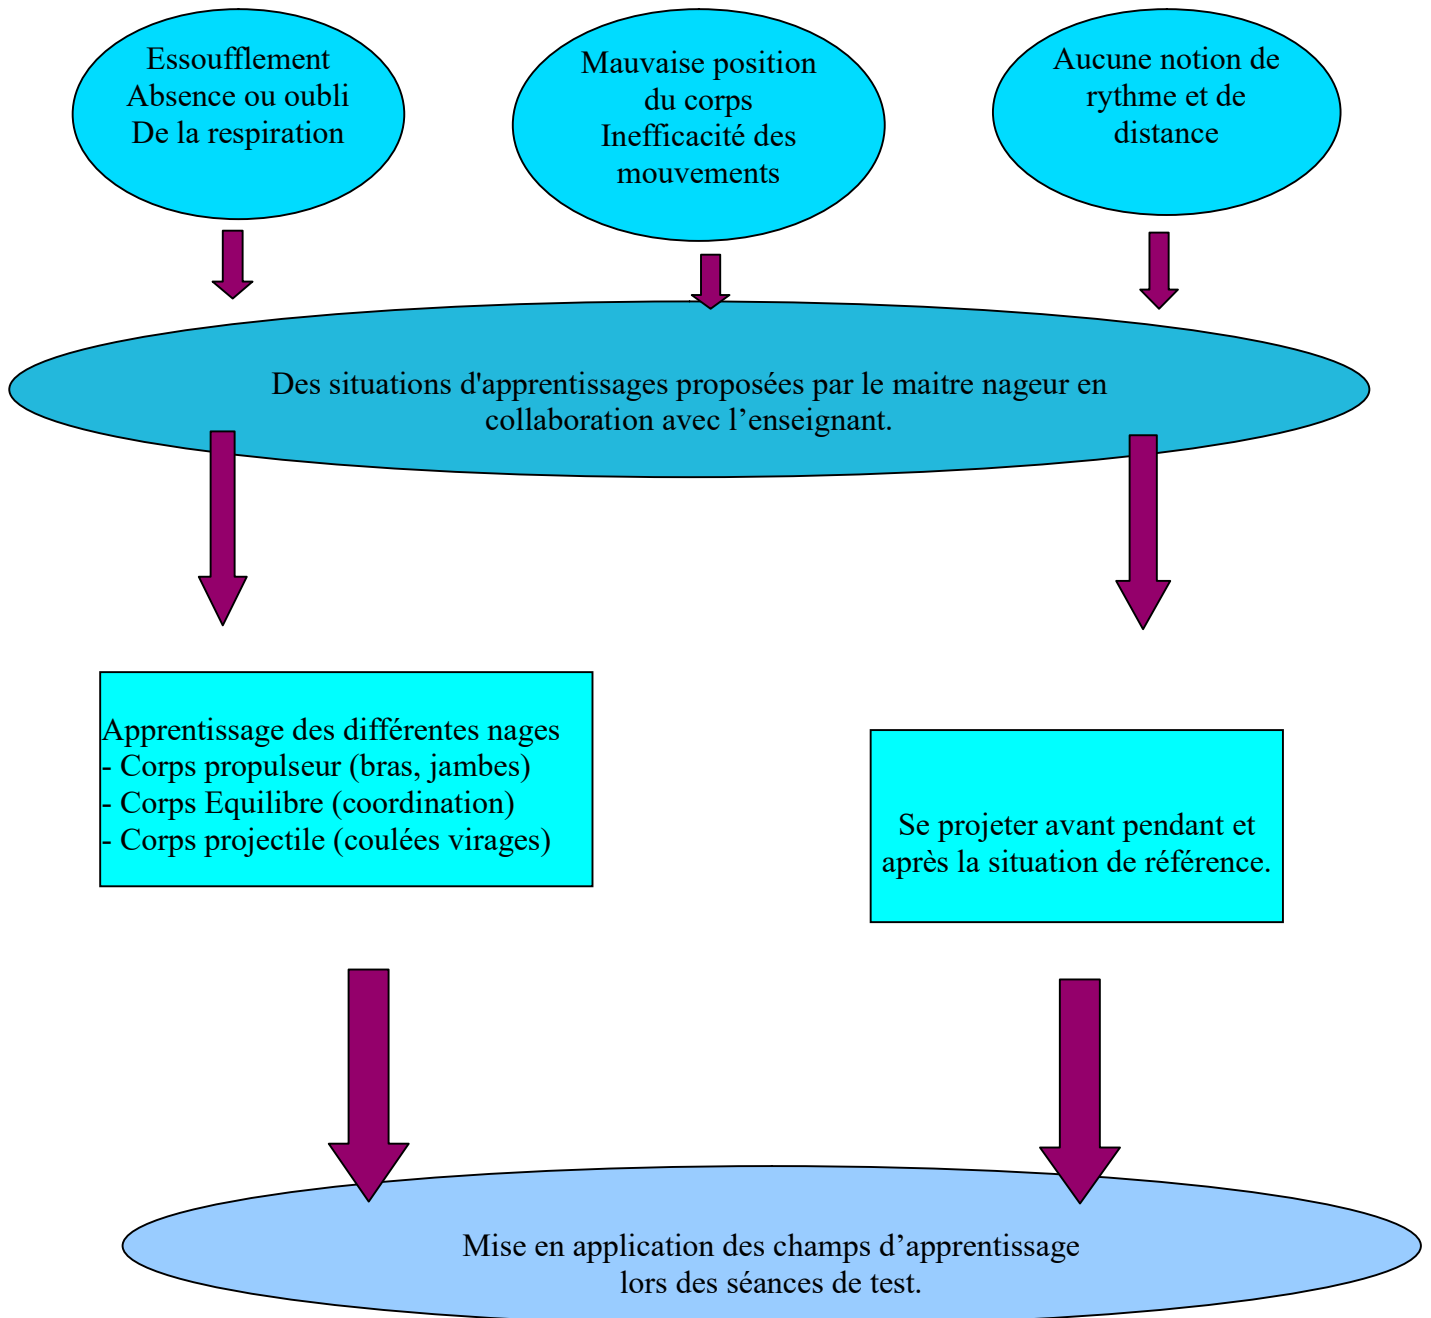 Essoufflement
Absence ou oubli
De la respiration
Mauvaise position
du corps
Inefficacité des
mouvements
Aucune notion de
rythme et de
distance
Des situations d'apprentissages proposées par le maitre nageur en
collaboration avec l’enseignant.
Apprentissage des différentes nages
- Corps propulseur (bras, jambes)
- Corps Equilibre (coordination)
- Corps projectile (coulées virages)
Se projeter avant pendant et
après la situation de référence.
Mise en application des champs d’apprentissage
lors des séances de test.